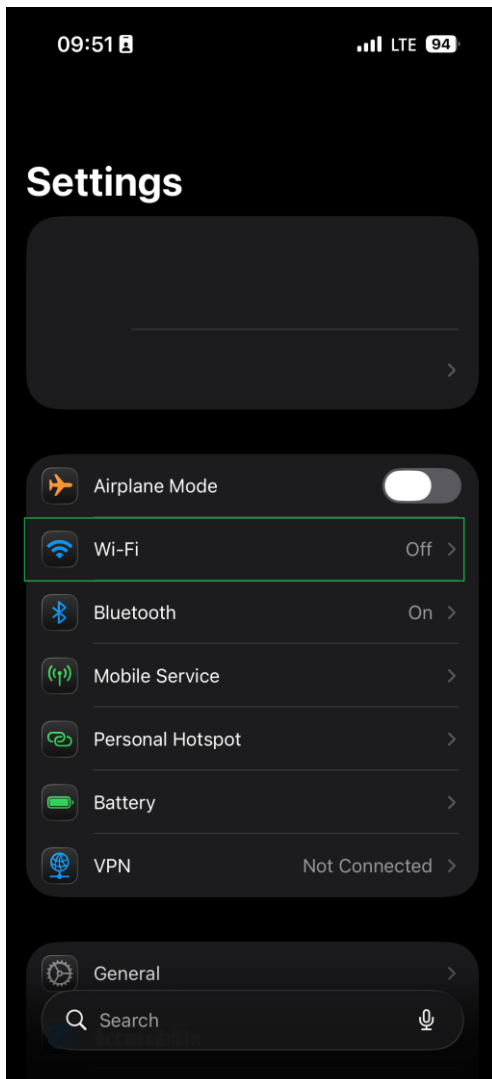 09:51 LTE 94
Settings
Airplane Mode
Wi-Fi Off
Bluetooth On
Mobile Service
Personal Hotspot
Battery
VPN Not Connected
General
Search